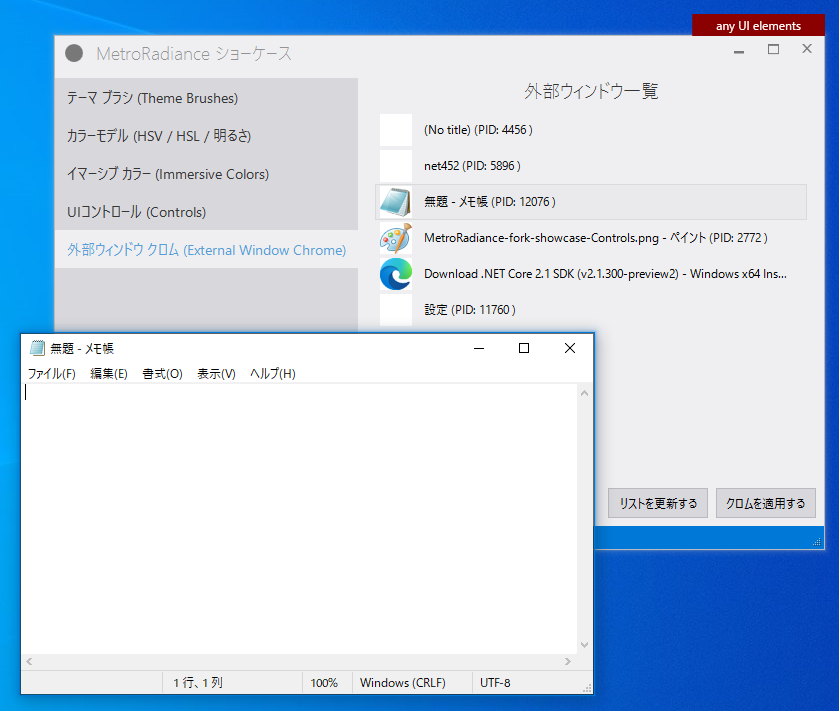 any UI elements
MetroRadiance ショーケース
テーマ ブラシ (Theme Brushes)
カラーモデル (HSV / HSL / 明るさ)
イマーシブ カラー (Immersive Colors)
UIコントロール (Controls)
外部ウィンドウ クロム (External Window Chrome)
外部ウィンドウ一覧
(No title) (PID: 4456 )
net452 (PID: 5896 )
無題 - メモ帳 (PID: 12076 )
MetroRadiance-fork-showcase-Controls.png - ペイント (PID: 2772 )
Download .NET Core 2.1 SDK (v2.1.300-preview2) - Windows x64 Ins...
設定 (PID: 11760 )
リストを更新する
クロムを適用する
無題 - メモ帳
ファイル(F) 編集(E) 書式(O) 表示(V) ヘルプ(H)
1 行、1 列
100%
Windows (CRLF)
UTF-8